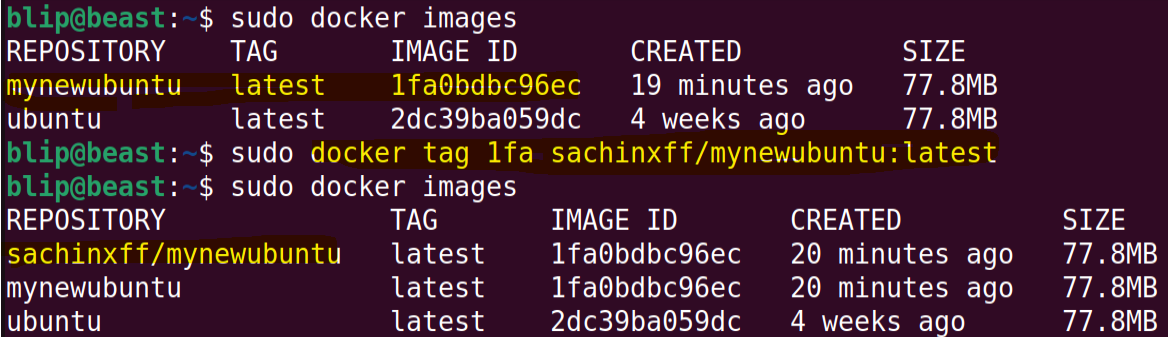 blip@beast:~$ sudo docker images
REPOSITORY TAG IMAGE ID CREATED SIZE
mynewubuntu latest 1fa0bdbc96ec 19 minutes ago 77.8MB
ubuntu latest 2dc39ba059dc 4 weeks ago 77.8MB
blip@beast:~$ sudo docker tag 1fa sachinxff/mynewubuntu:latest
blip@beast:~$ sudo docker images
REPOSITORY TAG IMAGE ID CREATED SIZE
sachinxff/mynewubuntu latest 1fa0bdbc96ec 20 minutes ago 77.8MB
mynewubuntu latest 1fa0bdbc96ec 20 minutes ago 77.8MB
ubuntu latest 2dc39ba059dc 4 weeks ago 77.8MB